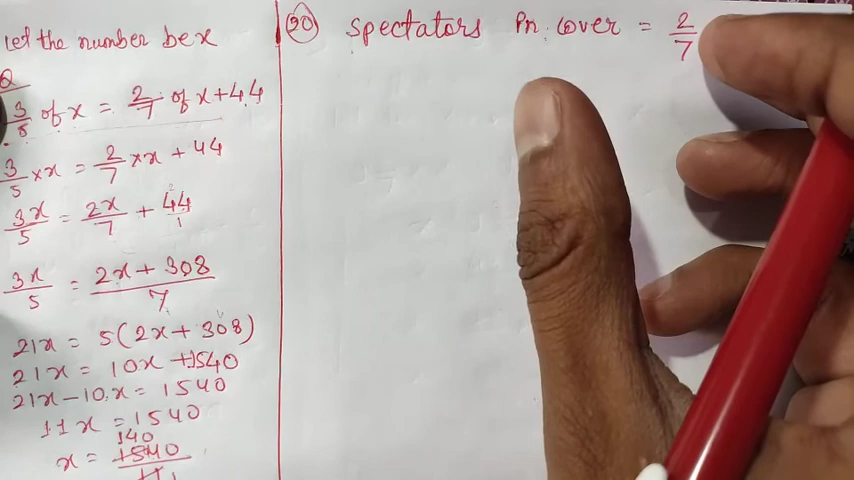 Let the number be x
3/5 of x = 2/7 of x + 44
3/5 × x = 2/7 × x + 44
3x/5 = 2x/7 + 44/1
3x/5 = 2x + 308/7
21x = 5(2x + 308)
21x = 10x + 1540
21x - 10x = 1540
11x = 1540
140
x = 1540/11
1
20 spectators in cover = 2/7